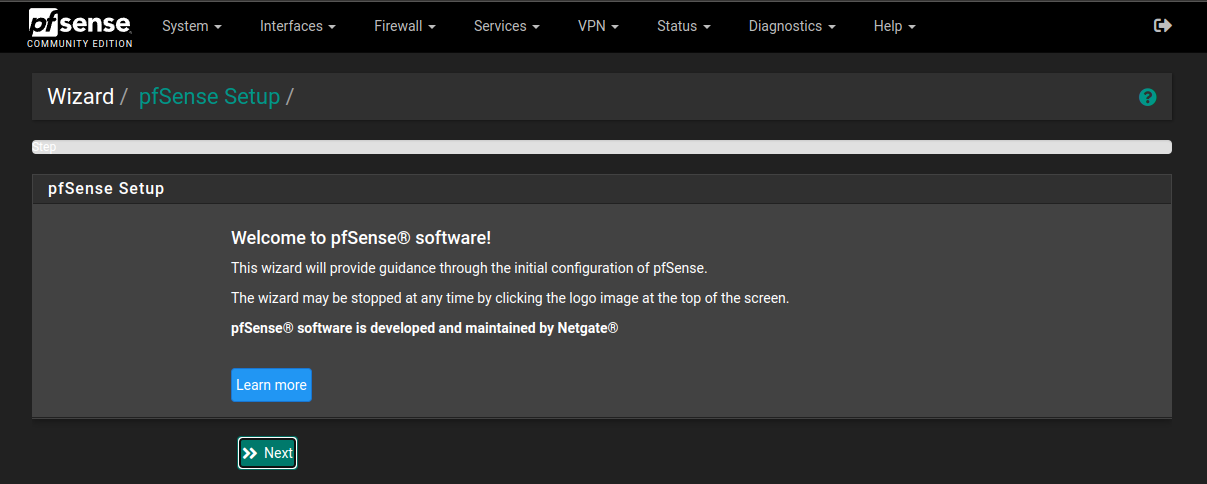 pfsense
COMMUNITY EDITION
System Interfaces Firewall Services VPN Status Diagnostics Help
Wizard / pfSense Setup /
?
Step
pfSense Setup
Welcome to pfSense® software!
This wizard will provide guidance through the initial configuration of pfSense.
The wizard may be stopped at any time by clicking the logo image at the top of the screen.
pfSense® software is developed and maintained by Netgate®
Learn more
Next